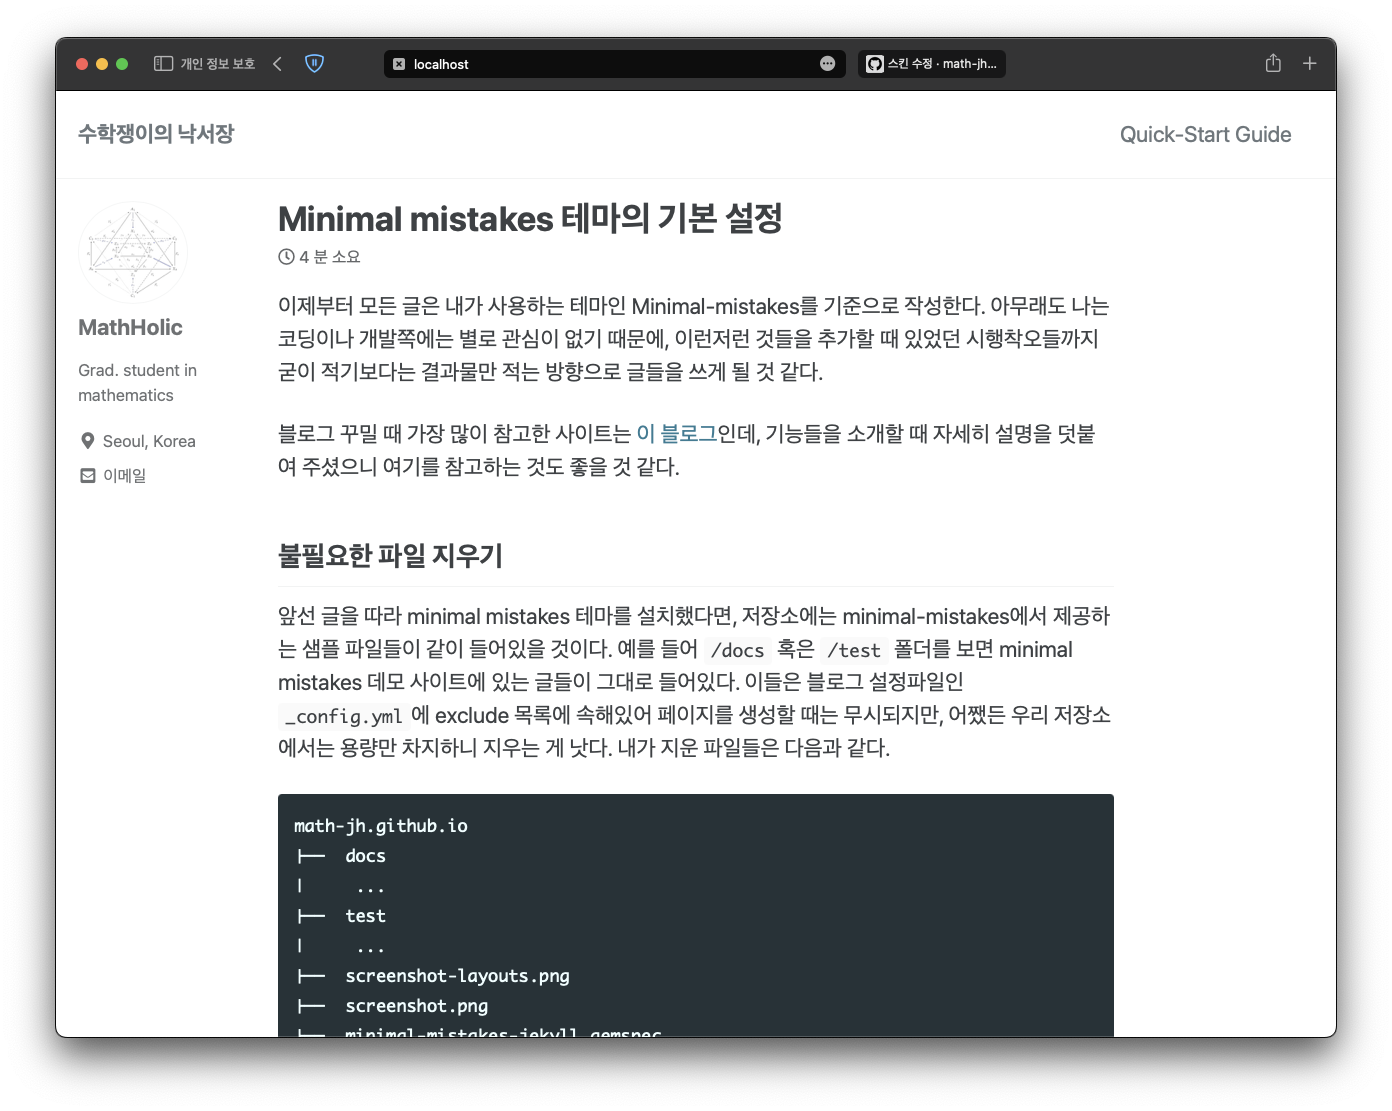 개인 정보 보호
localhost
스킨 수정 · math-jh...
수학쟁이의 낙서장
Quick-Start Guide
MathHolic
Grad. student in
mathematics
Seoul, Korea
이메일
Minimal mistakes 테마의 기본 설정
4 분 소요
이제부터 모든 글은 내가 사용하는 테마인 Minimal-mistakes를 기준으로 작성한다. 아무래도 나는
코딩이나 개발쪽에는 별로 관심이 없기 때문에, 이런저런 것들을 추가할 때 있었던 시행착오들까지
굳이 적기보다는 결과물만 적는 방향으로 글들을 쓰게 될 것 같다.
블로그 꾸밀 때 가장 많이 참고한 사이트는 이 블로그인데, 기능들을 소개할 때 자세히 설명을 덧붙
여 주셨으니 여기를 참고하는 것도 좋을 것 같다.
불필요한 파일 지우기
앞선 글을 따라 minimal mistakes 테마를 설치했다면, 저장소에는 minimal-mistakes에서 제공하
는 샘플 파일들이 같이 들어있을 것이다. 예를 들어 /docs 혹은 /test 폴더를 보면 minimal
mistakes 데모 사이트에 있는 글들이 그대로 들어있다. 이들은 블로그 설정파일인
_config.yml 에 exclude 목록에 속해있어 페이지를 생성할 때는 무시되지만, 어쨌든 우리 저장소
에서는 용량만 차지하니 지우는 게 낫다. 내가 지운 파일들은 다음과 같다.
math-jh.github.io
├── docs
|     ...
├── test
|     ...
├── screenshot-layouts.png
├── screenshot.png
├── minimal-mistakes-jekyll.gemspec